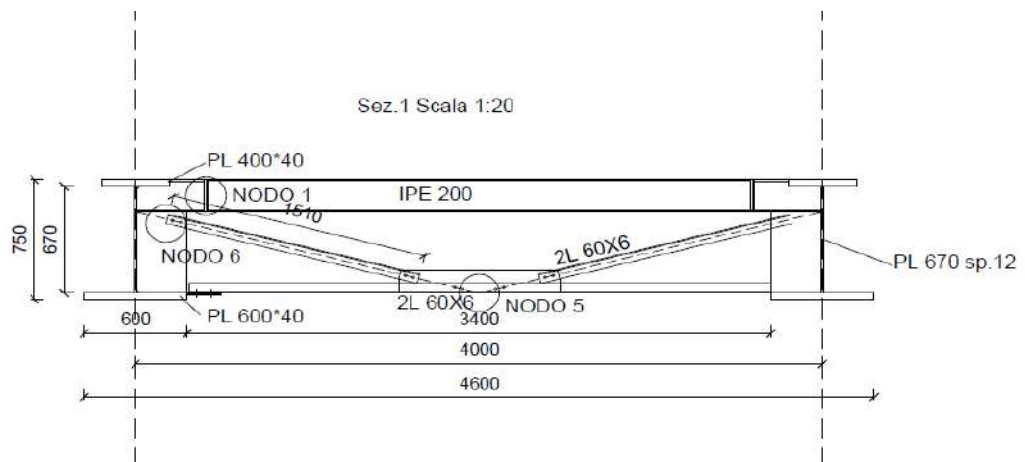 Sez.1 Scala 1:20
PL 400*40
NODO 1
IPE 200
1510
750
670
NODO 6
2L 60X6
PL 670 sp.12
2L 60X6
NODO 5
PL 600*40
600
3400
4000
4600